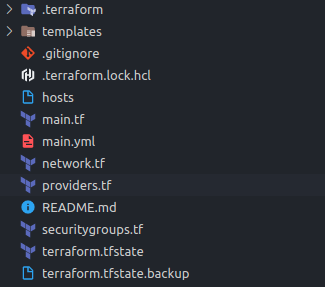 .terraform
templates
.gitignore
.terraform.lock.hcl
hosts
main.tf
main.yml
network.tf
providers.tf
README.md
securitygroups.tf
terraform.tfstate
terraform.tfstate.backup